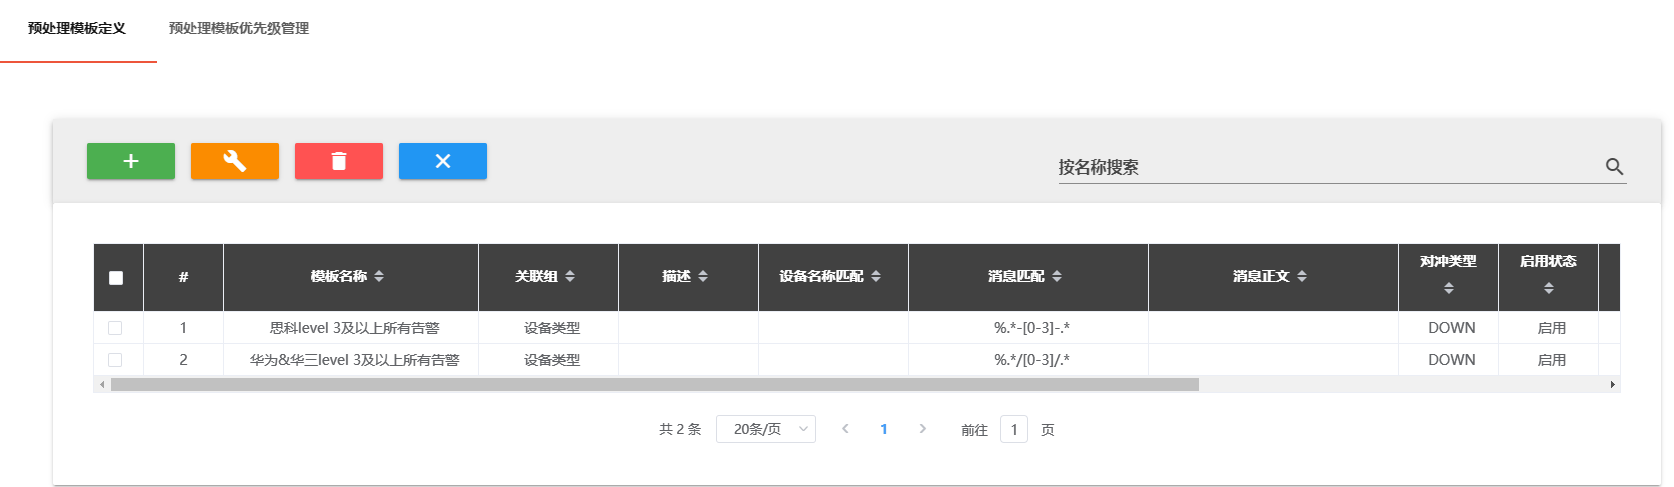 预处理模板定义 预处理模板优先级管理
按名称搜索
# 模板名称 关联组 描述 设备名称匹配 消息匹配 消息正文 对冲类型 启用状态
1 思科level 3及以上所有告警 设备类型 %.*-[0-3]-.* DOWN 启用
2 华为&华三level 3及以上所有告警 设备类型 %.*/[0-3]/.* DOWN 启用
共 2 条 20条/页 1 前往 1 页